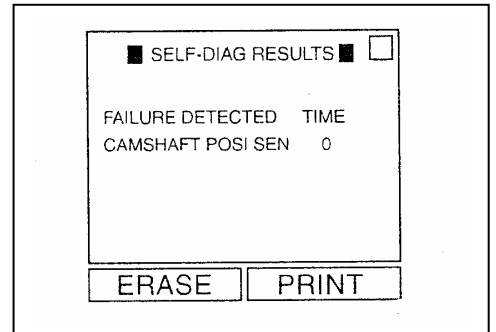 SELF-DIAG RESULTS
FAILURE DETECTED TIME
CAMSHAFT POSI SEN 0
ERASE PRINT